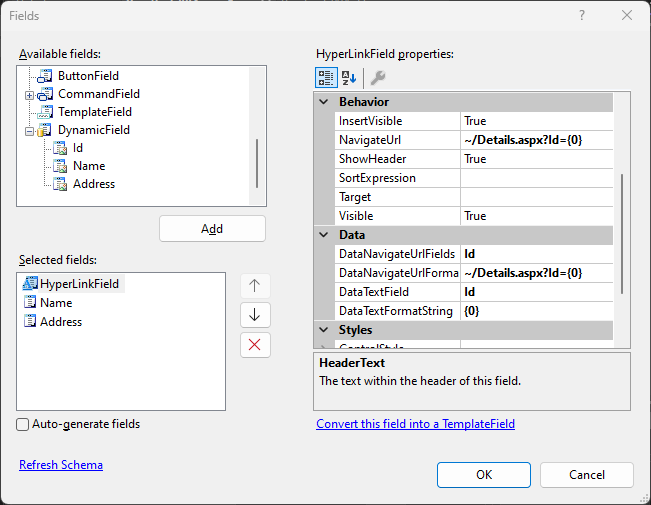 Fields
?
Available fields:
ButtonField
CommandField
TemplateField
DynamicField
Id
Name
Address
Add
Selected fields:
HyperLinkField
Name
Address
Auto-generate fields
Refresh Schema
HyperLinkField properties:
Behavior
InsertVisible True
NavigateUrl ~/Details.aspx?Id={0}
ShowHeader True
SortExpression
Target
Visible True
Data
DataNavigateUrlFields Id
DataNavigateUrlForma ~/Details.aspx?Id={0}
DataTextField Id
DataTextFormatString {0}
Styles
HeaderText
The text within the header of this field.
Convert this field into a TemplateField
OK
Cancel